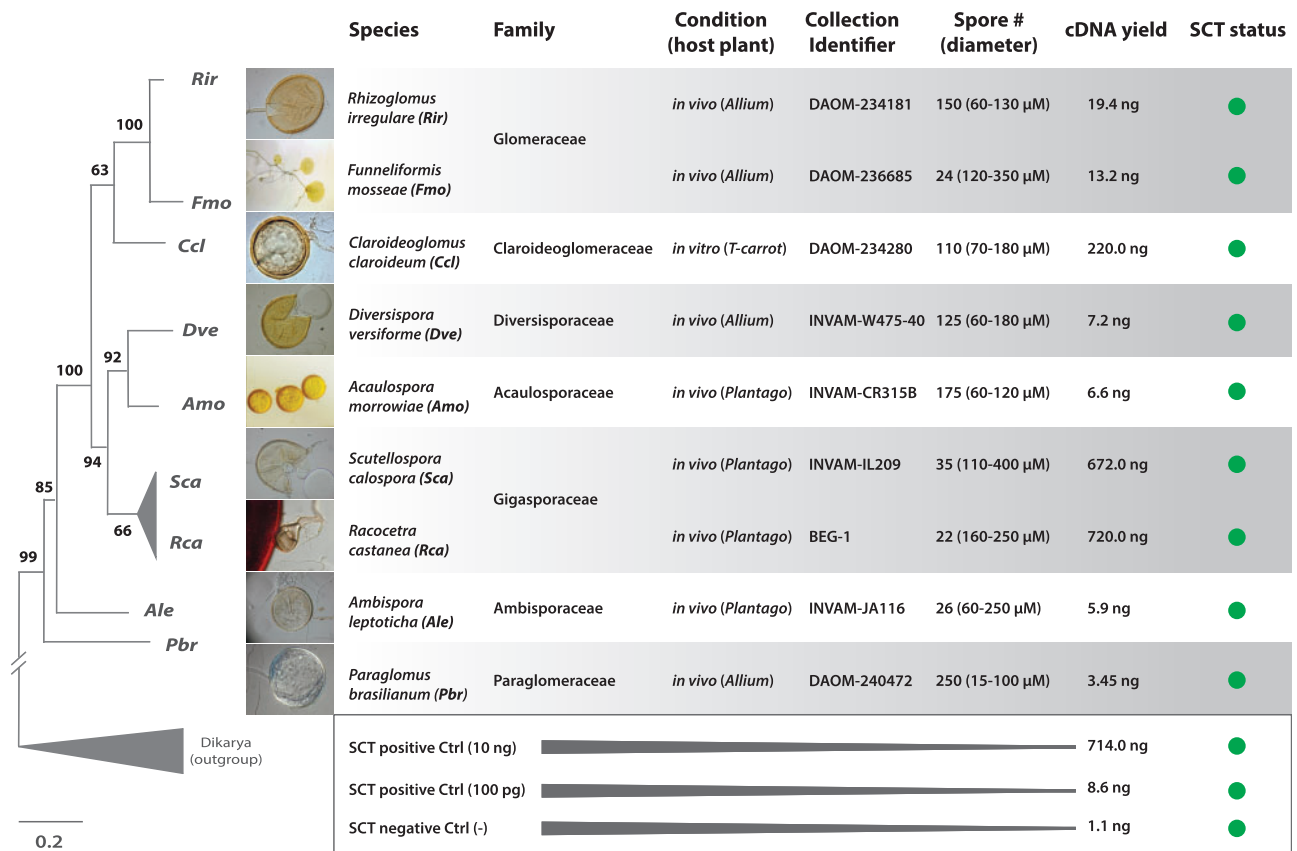 Species Family Condition (host plant) Collection Identifier Spore # (diameter) cDNA yield SCT status
Rhizoglomus irregulare (Rir) Glomeraceae in vivo (Allium) DAOM-234181 150 (60-130 µM) 19.4 ng
Funneliformis mosseae (Fmo) in vivo (Allium) DAOM-236685 24 (120-350 µM) 13.2 ng
Claroideoglomus claroideum (Ccl) Claroideoglomeraceae in vitro (T-carrot) DAOM-234280 110 (70-180 µM) 220.0 ng
Diversispora versiforme (Dve) Diversisporaceae in vivo (Allium) INVAM-W475-40 125 (60-180 µM) 7.2 ng
Acaulospora morrowiae (Amo) Acaulosporaceae in vivo (Plantago) INVAM-CR315B 175 (60-120 µM) 6.6 ng
Scutellospora calospora (Sca) Gigasporaceae in vivo (Plantago) INVAM-IL209 35 (110-400 µM) 672.0 ng
Racocetra castanea (Rca) in vivo (Plantago) BEG-1 22 (160-250 µM) 720.0 ng
Ambispora leptoticha (Ale) Ambisporaceae in vivo (Plantago) INVAM-JA116 26 (60-250 µM) 5.9 ng
Paraglomus brasilianum (Pbr) Paraglomeraceae in vivo (Allium) DAOM-240472 250 (15-100 µM) 3.45 ng
SCT positive Ctrl (10 ng) 714.0 ng
SCT positive Ctrl (100 pg) 8.6 ng
SCT negative Ctrl (-) 1.1 ng
Rir
100
63
Fmo
Ccl
Dve
92
100
Amo
94
Sca
85
66
Rca
99
Ale
Pbr
Dikarya
(outgroup)
0.2